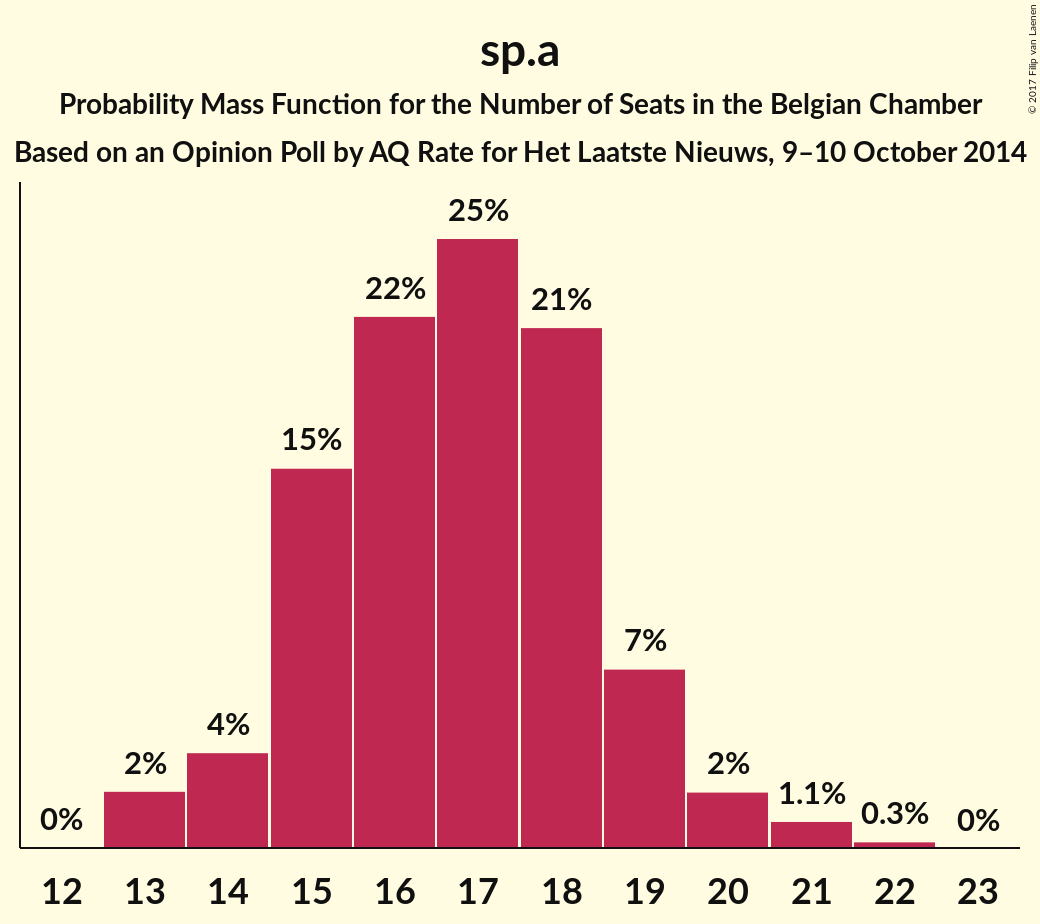 sp.a
Probability Mass Function for the Number of Seats in the Belgian Chamber
Based on an Opinion Poll by AQ Rate for Het Laatste Nieuws, 9–10 October 2014
© 2017 Filip van Laenen
0% 2% 4% 15% 22% 25% 21% 7% 2% 1.1% 0.3% 0%
12 13 14 15 16 17 18 19 20 21 22 23